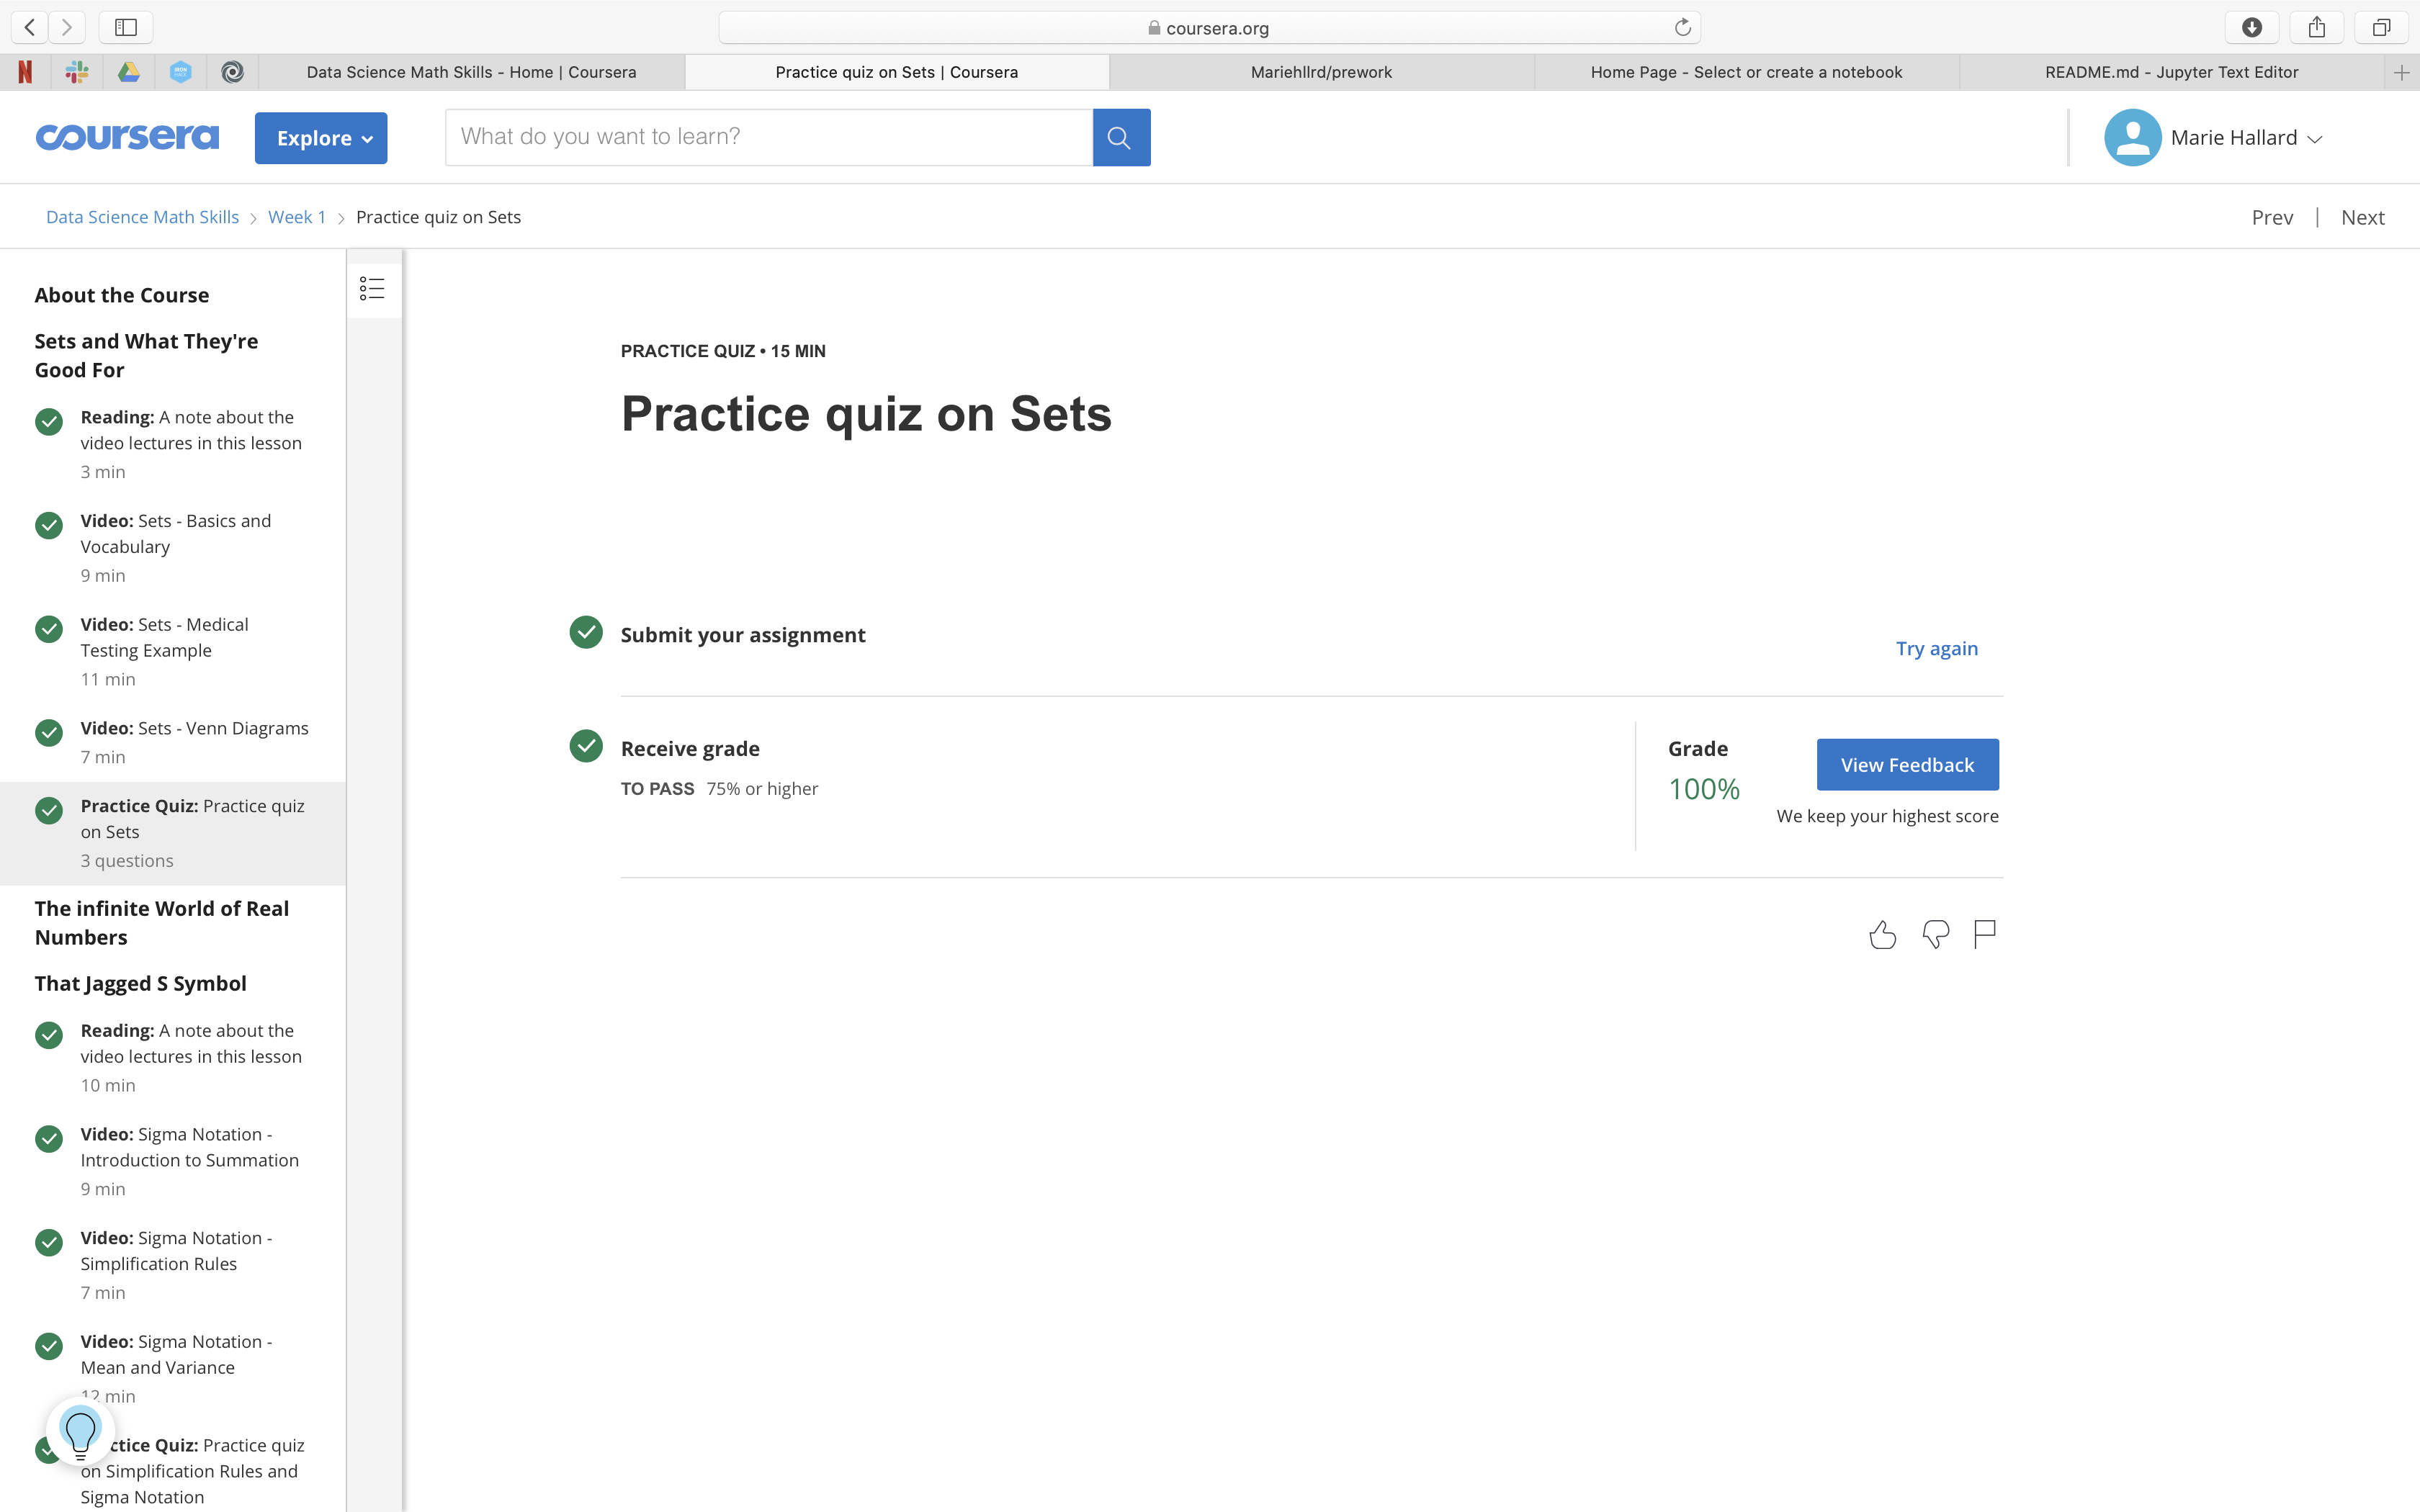 coursera.org
Data Science Math Skills - Home | Coursera
Practice quiz on Sets | Coursera
Mariehllrd/prework
Home Page - Select or create a notebook
README.md - Jupyter Text Editor
coursera
Explore
What do you want to learn?
Marie Hallard
Data Science Math Skills > Week 1 > Practice quiz on Sets
Prev | Next
About the Course
Sets and What They're
Good For
Reading: A note about the
video lectures in this lesson
3 min
Video: Sets - Basics and
Vocabulary
9 min
Video: Sets - Medical
Testing Example
11 min
Video: Sets - Venn Diagrams
7 min
Practice Quiz: Practice quiz
on Sets
3 questions
The infinite World of Real
Numbers
That Jagged S Symbol
Reading: A note about the
video lectures in this lesson
10 min
Video: Sigma Notation -
Introduction to Summation
9 min
Video: Sigma Notation -
Simplification Rules
7 min
Video: Sigma Notation -
Mean and Variance
12 min
ctice Quiz: Practice quiz
on Simplification Rules and
Sigma Notation
PRACTICE QUIZ • 15 MIN
Practice quiz on Sets
Submit your assignment
Try again
Receive grade
TO PASS 75% or higher
Grade
100%
View Feedback
We keep your highest score